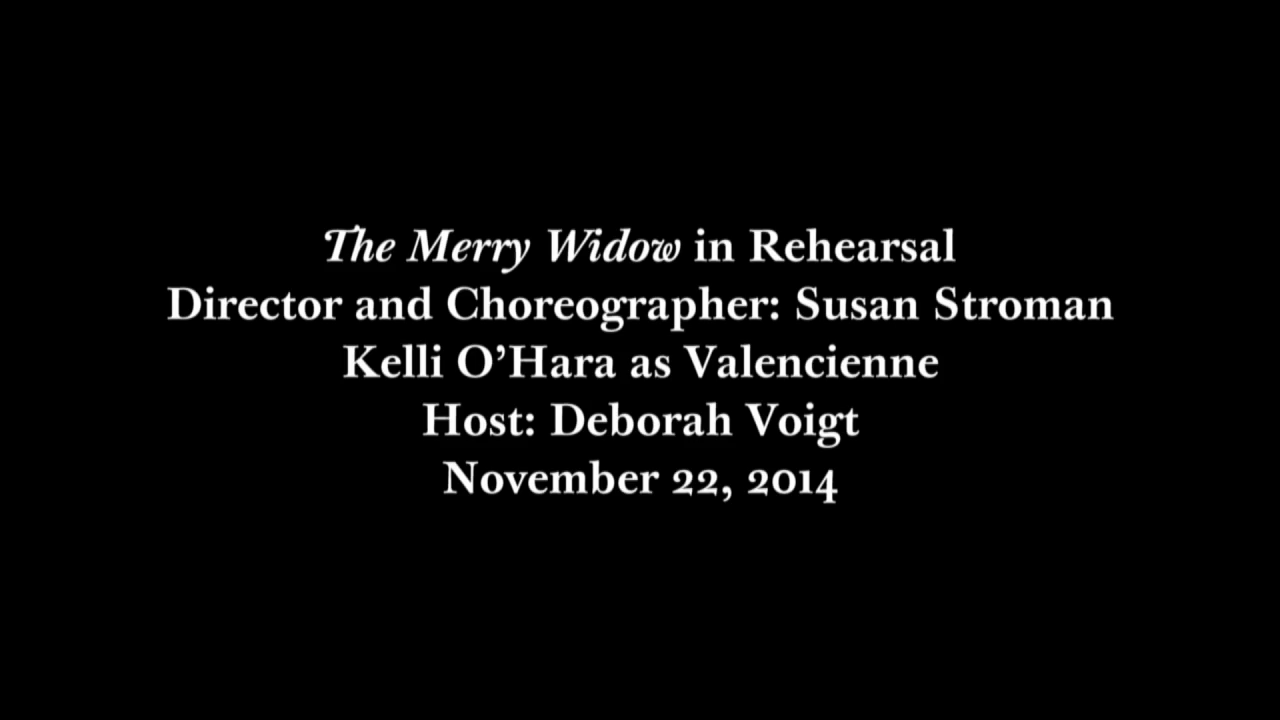 The Merry Widow in Rehearsal
Director and Choreographer: Susan Stroman
Kelli O’Hara as Valencienne
Host: Deborah Voigt
November 22, 2014